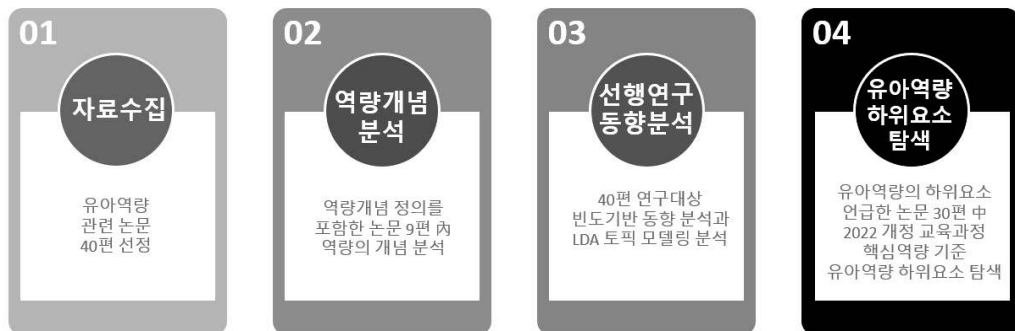 01
자료수집
유아역량
관련 논문
40편 선정
02
역량개념
분석
역량개념 정의를
포함한 논문 9편 內
역량의 개념 분석
03
선행연구
동향분석
40편 연구대상
빈도기반 동향 분석과
LDA 토픽 모델링 분석
04
유아역량
하위요소
탐색
유아역량의 하위요소
언급한 논문 30편 中
2022 개정 교육과정
핵심역량 기준
유아역량 하위요소 탐색